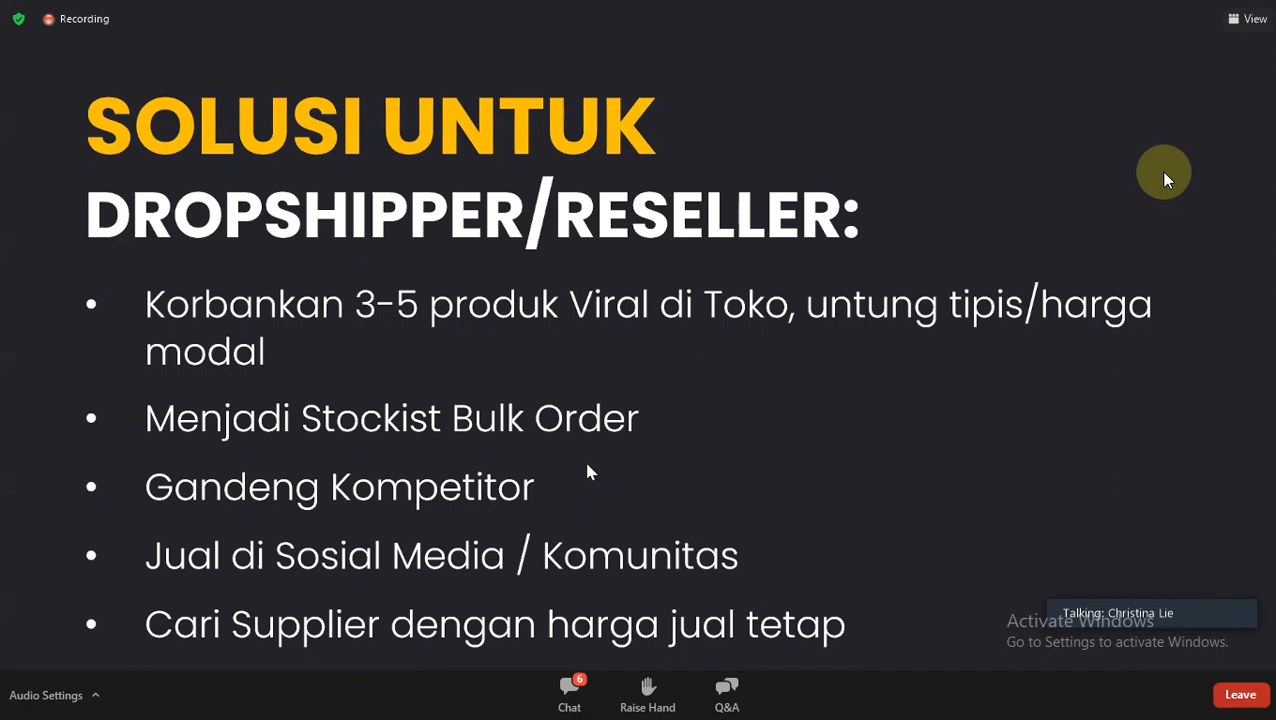 Recording
View
SOLUSI UNTUK
DROPSHIPPER/RESELLER:
• Korbankan 3-5 produk Viral di Toko, untung tipis/harga
modal
• Menjadi Stockist Bulk Order
• Gandeng Kompetitor
• Jual di Sosial Media / Komunitas
• Cari Supplier dengan harga jual tetap
Talking: Christina Lie
Activate Windows
Go to Settings to activate Windows.
Audio Settings
6
Chat
Raise Hand
Q&A
Leave